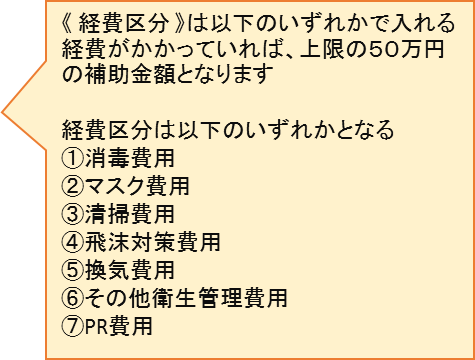 《 経費区分 》は以下のいずれかで入れる
経費がかかっていれば、上限の５０万円
の補助金額となります
経費区分は以下のいずれかとなる
①消毒費用
②マスク費用
③清掃費用
④飛沫対策費用
⑤換気費用
⑥その他衛生管理費用
⑦PR費用